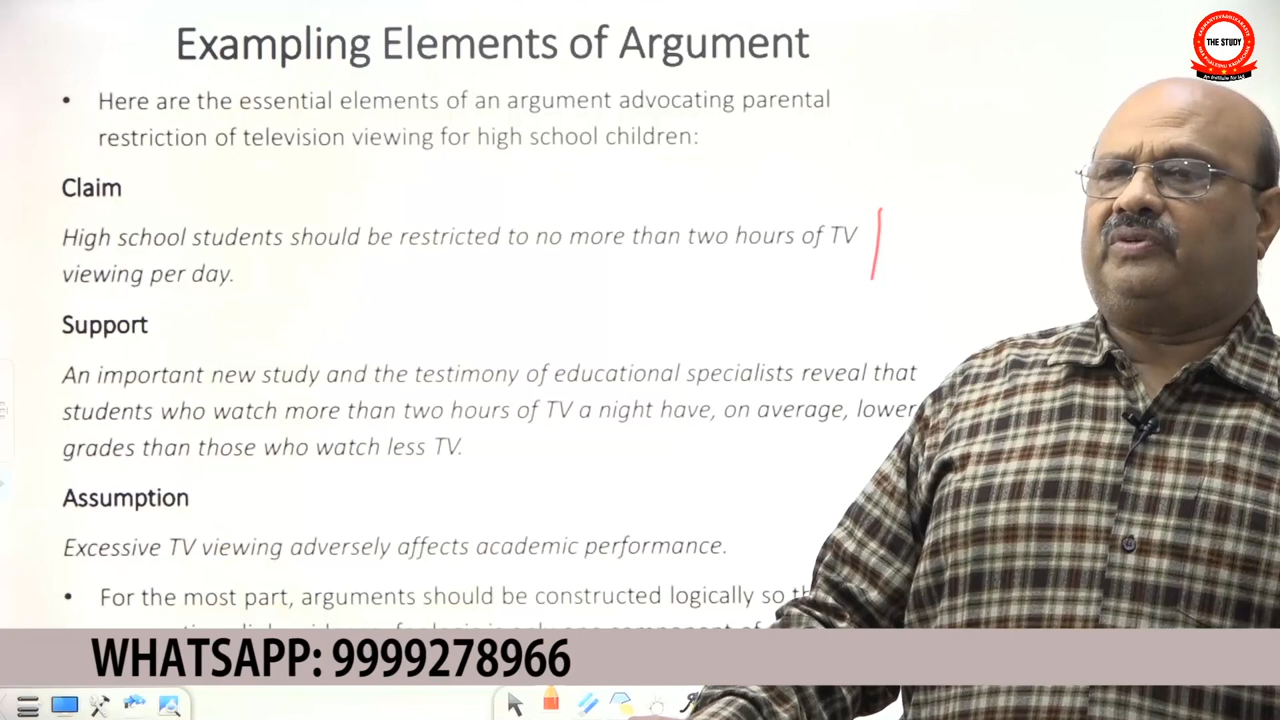 Exampling Elements of Argument
• Here are the essential elements of an argument advocating parental
restriction of television viewing for high school children:
Claim
High school students should be restricted to no more than two hours of TV
viewing per day.
Support
An important new study and the testimony of educational specialists reveal that
students who watch more than two hours of TV a night have, on average, lower
grades than those who watch less TV.
Assumption
Excessive TV viewing adversely affects academic performance.
• For the most part, arguments should be constructed logically so
WHATSAPP: 9999278966
THE STUDY
An Institute for IAS